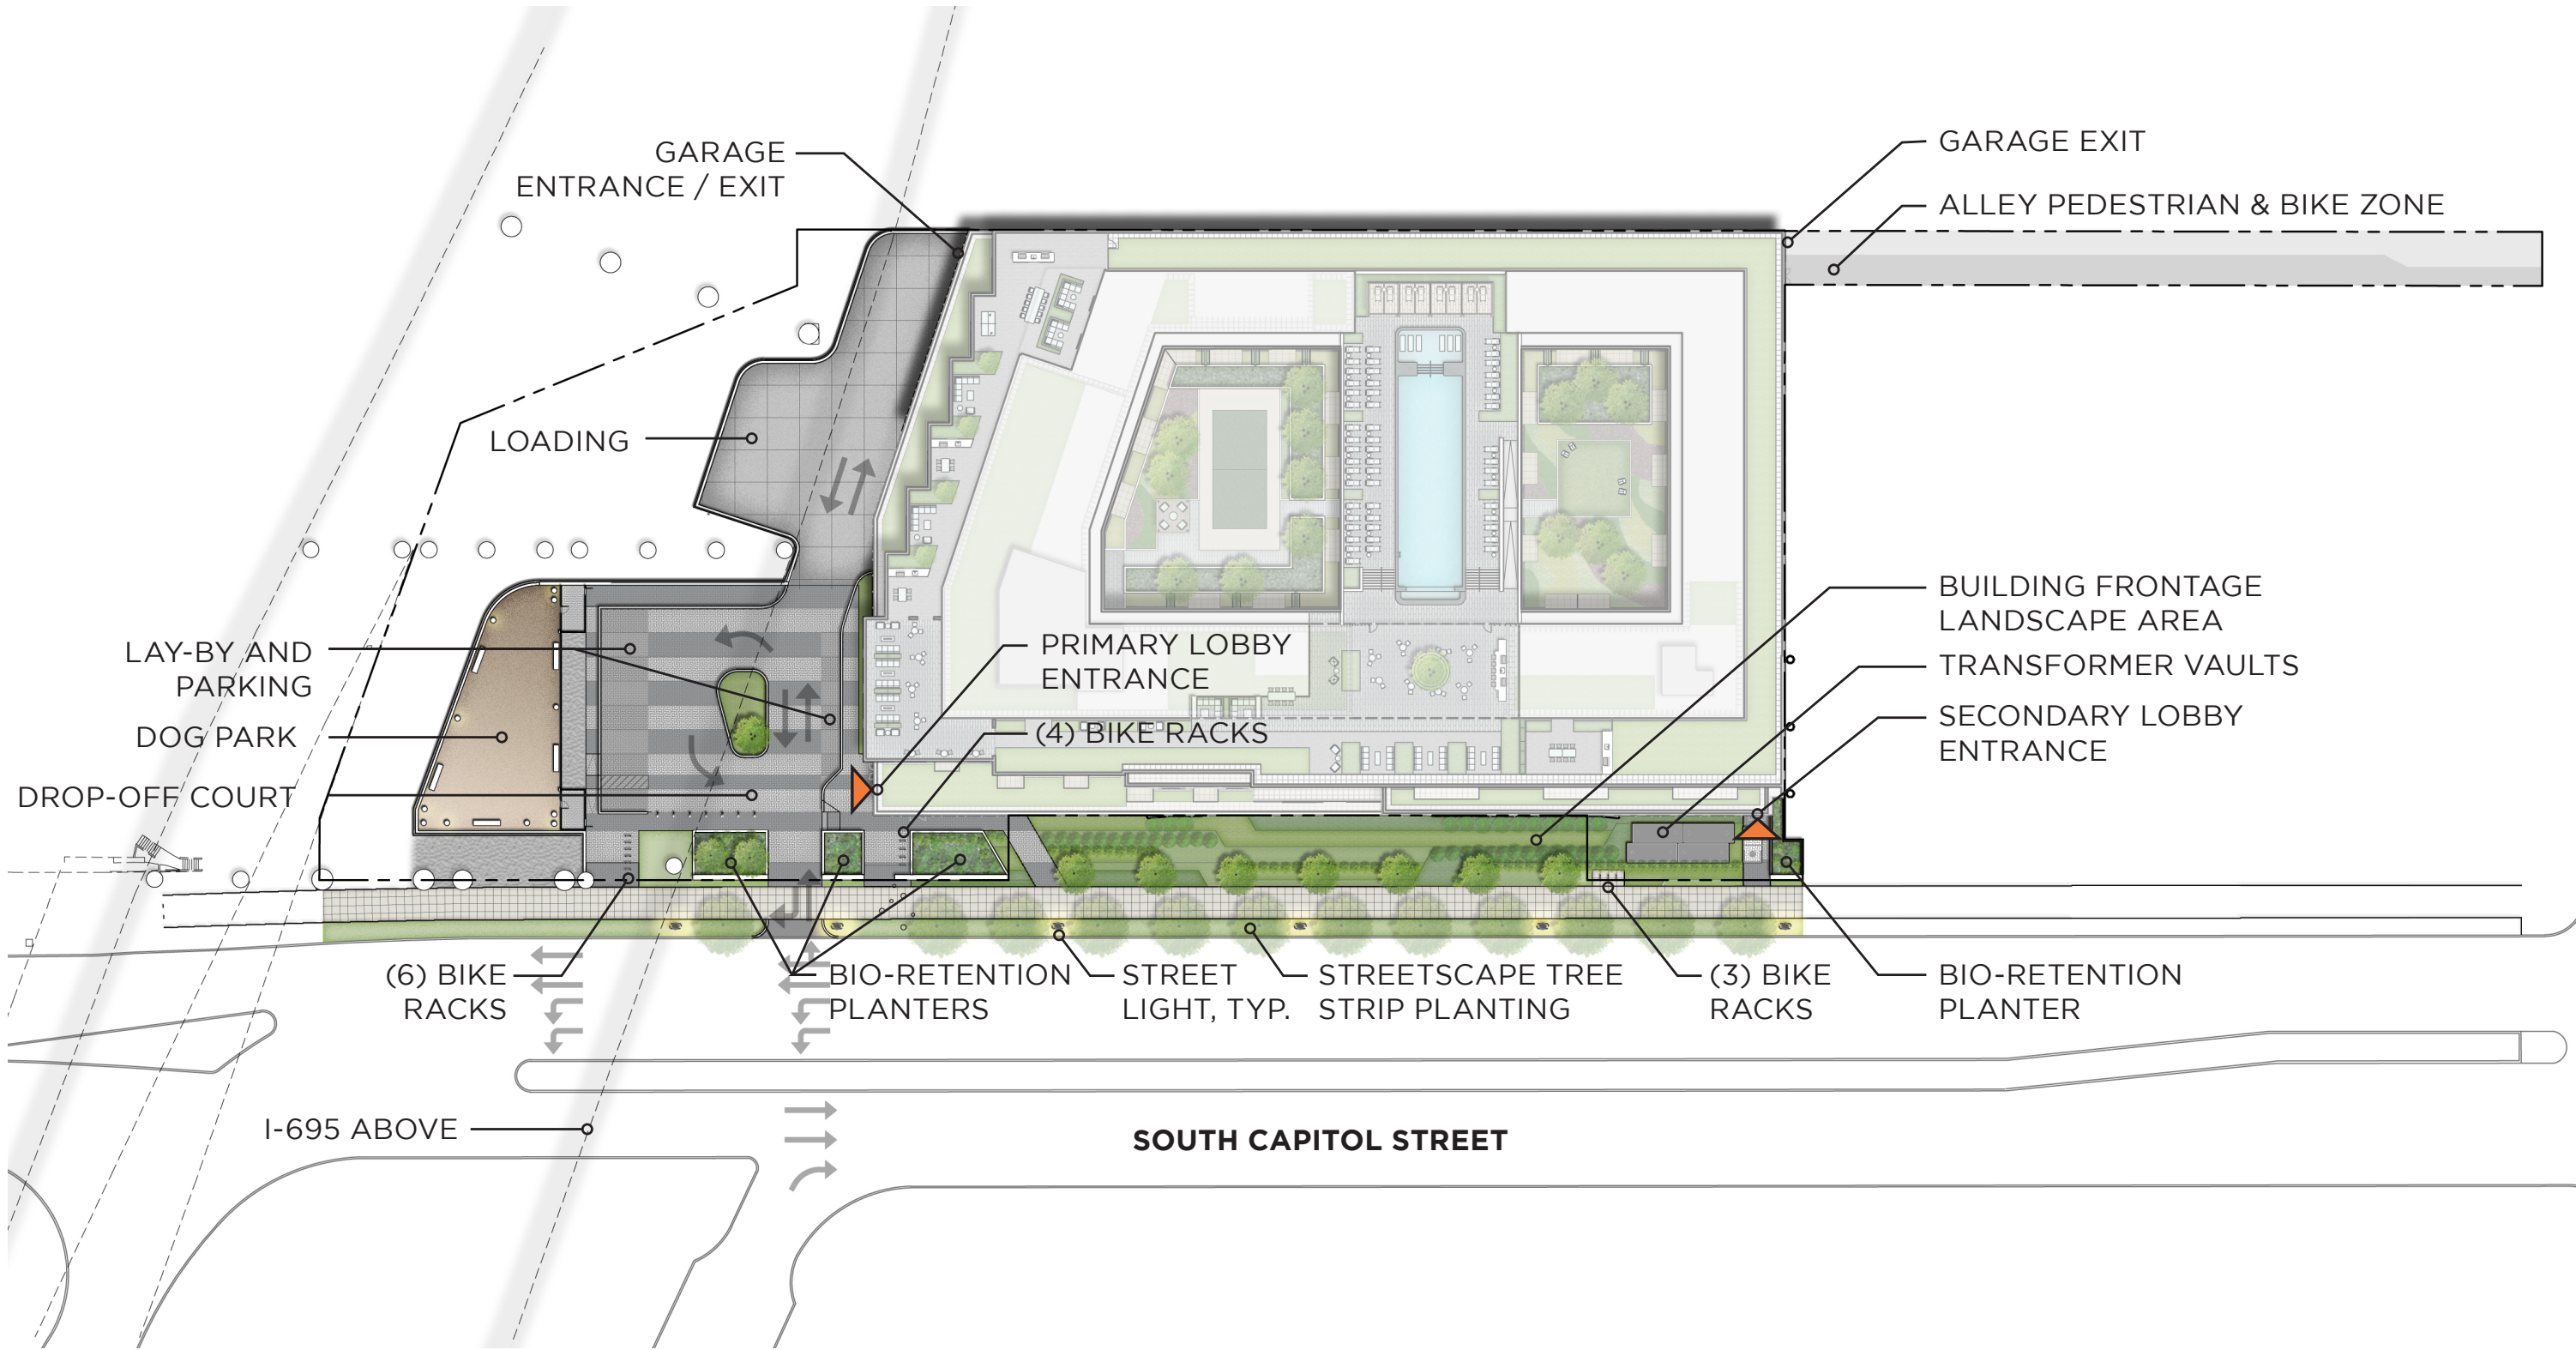 GARAGE
ENTRANCE / EXIT
GARAGE EXIT
ALLEY PEDESTRIAN & BIKE ZONE
LOADING
BUILDING FRONTAGE
LANDSCAPE AREA
LAY-BY AND
PARKING
PRIMARY LOBBY
ENTRANCE
TRANSFORMER VAULTS
DOG PARK
(4) BIKE RACKS
SECONDARY LOBBY
ENTRANCE
DROP-OFF COURT
(6) BIKE
RACKS
BIO-RETENTION
PLANTERS
STREET
LIGHT, TYP.
STREETSCAPE TREE
STRIP PLANTING
(3) BIKE
RACKS
BIO-RETENTION
PLANTER
I-695 ABOVE
SOUTH CAPITOL STREET